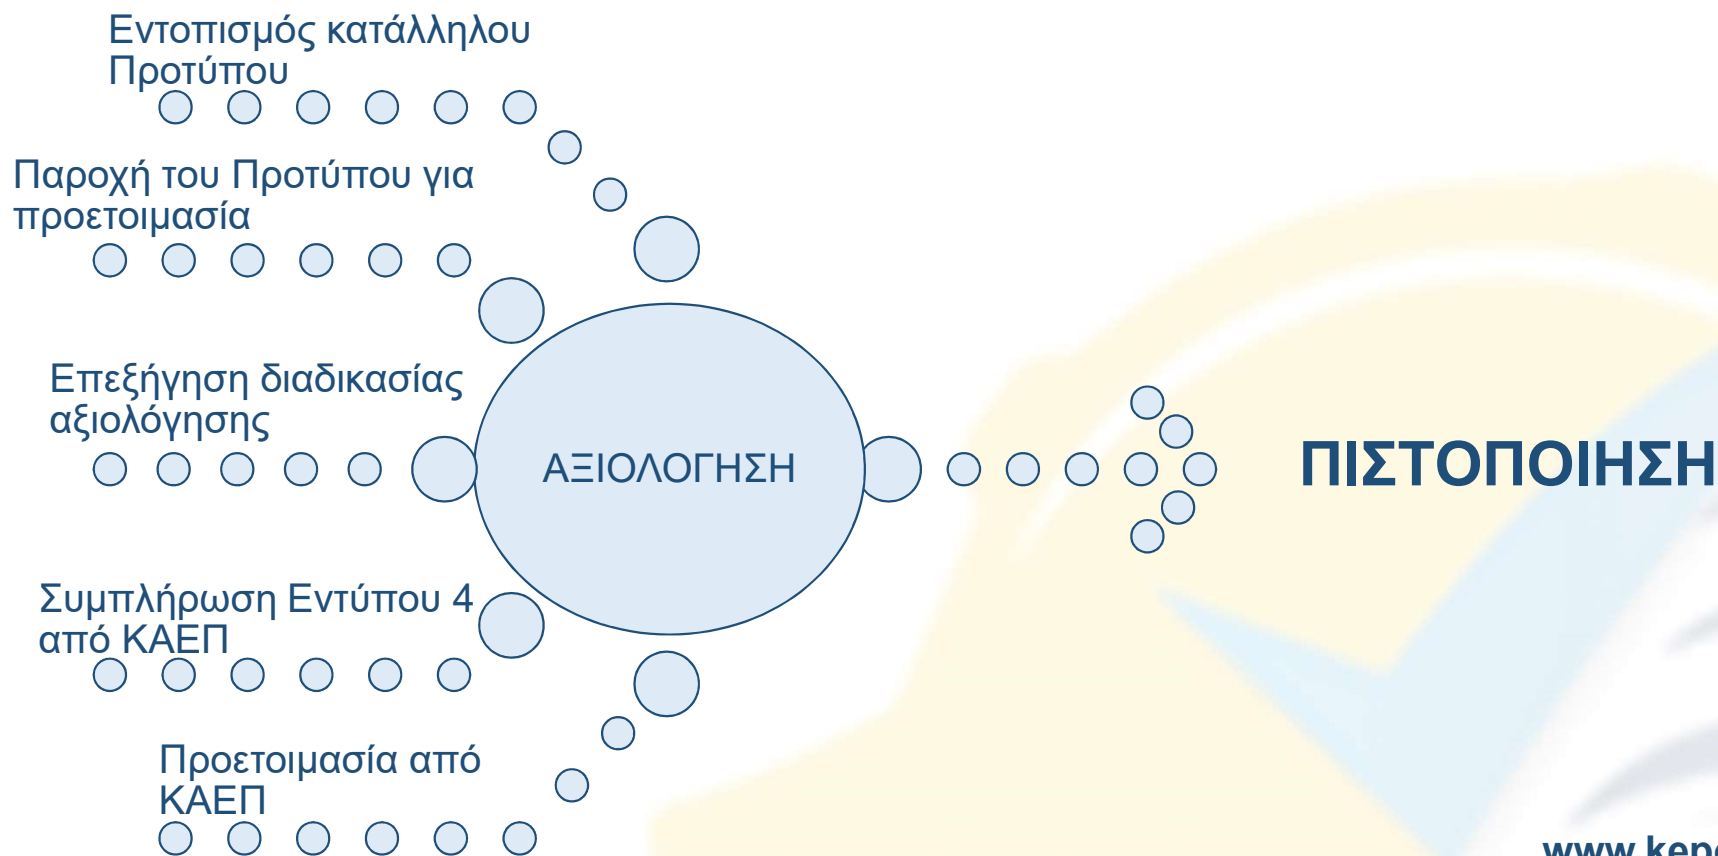 Εντοπισμός κατάλληλου
Προτύπου
Παροχή του Προτύπου για
προετοιμασία
Επεξήγηση διαδικασίας
αξιολόγησης
ΑΞΙΟΛΟΓΗΣΗ
ΠΙΣΤΟΠΟΙΗΣΗ
Συμπλήρωση Εντύπου 4
από ΚΑΕΠ
Προετοιμασία από
ΚΑΕΠ